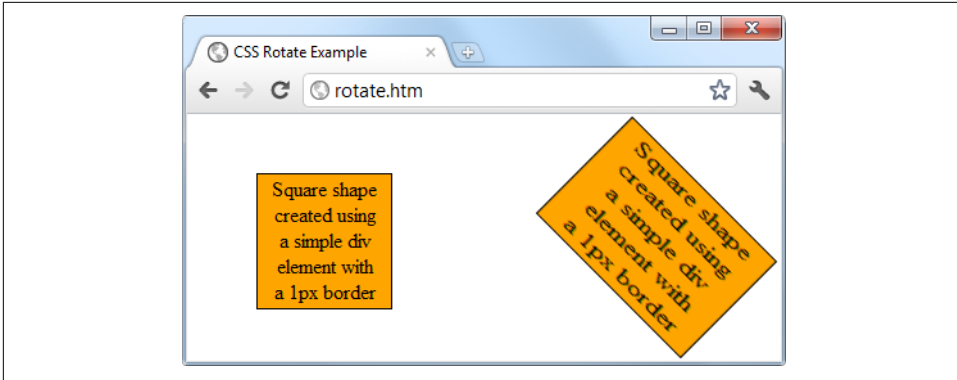 CSS Rotate Example
rotate.htm
Square shape
created using
a simple div
element with
a 1px border
Square shape
created using
a simple div
element with
a 1px border